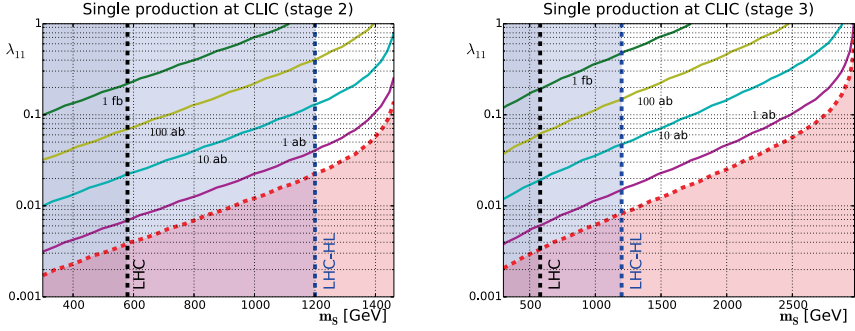 Single production at CLIC (stage 2)
λ11
1
0.1
0.01
0.001
1 fb
100 ab
10 ab
1 ab
LHC
LHC-HL
400
600
800
1000
1200
1400
mS [GeV]
Single production at CLIC (stage 3)
λ11
1
0.1
0.01
0.001
1 fb
100 ab
10 ab
1 ab
LHC
LHC-HL
500
1000
1500
2000
2500
mS [GeV]